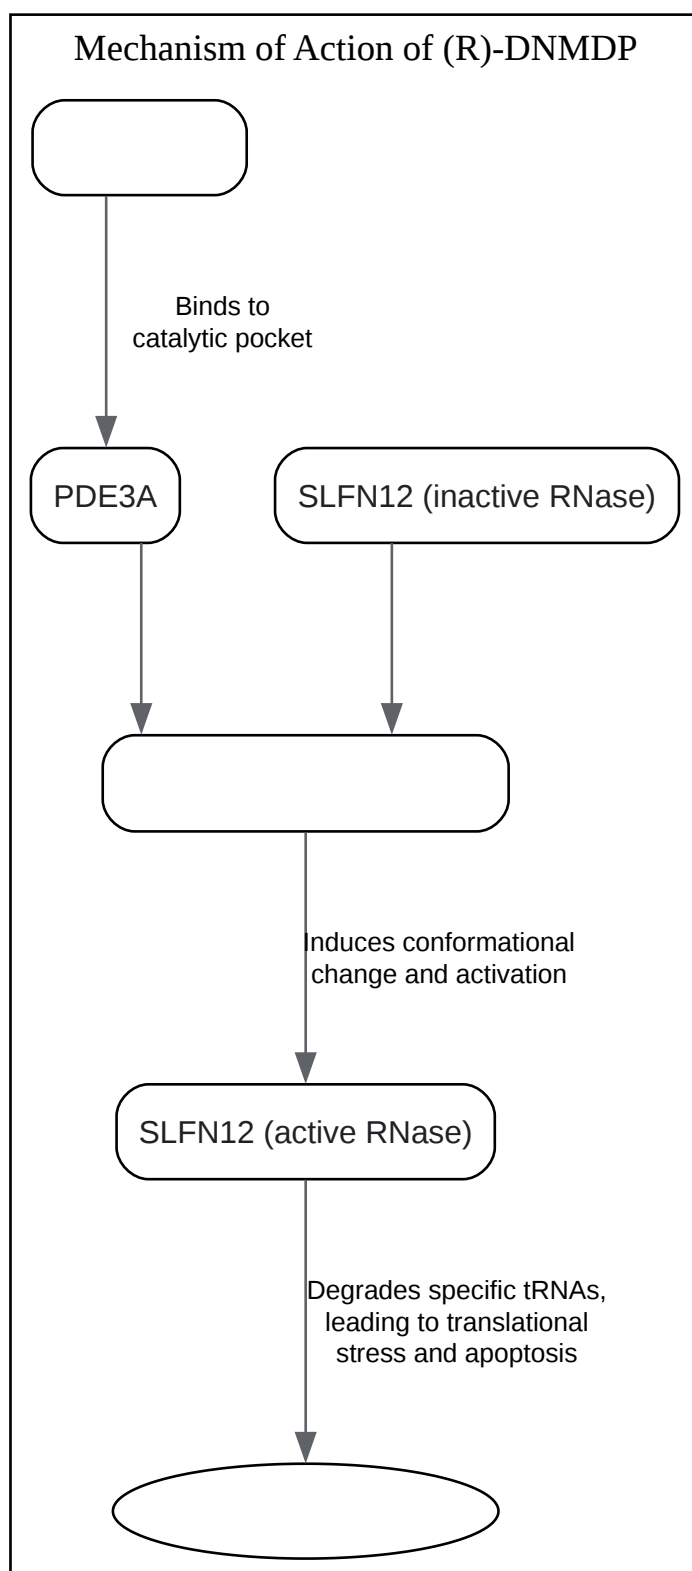 Mechanism of Action of (R)-DNMDP
Binds to
catalytic pocket
PDE3A
SLFN12 (inactive RNase)
Induces conformational
change and activation
SLFN12 (active RNase)
Degrades specific tRNAs,
leading to translational
stress and apoptosis